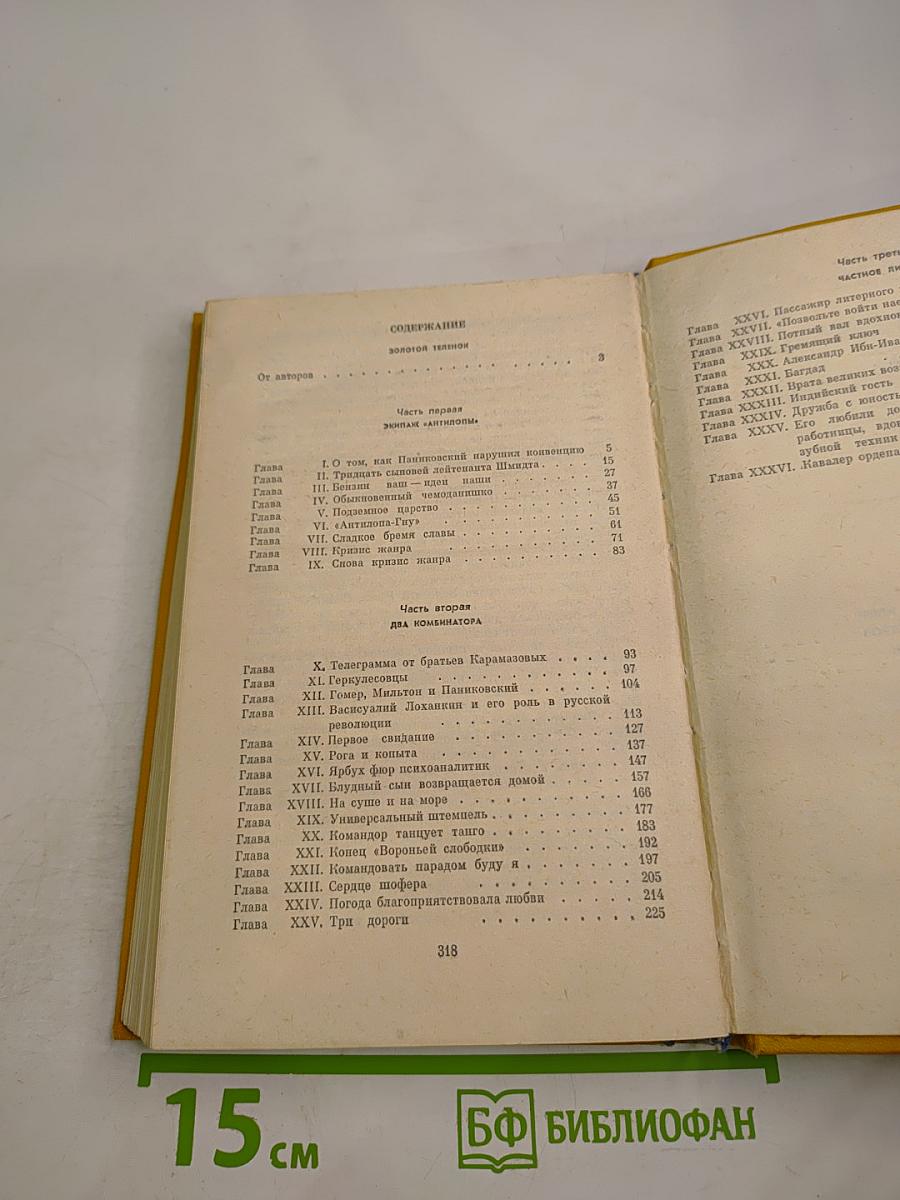 СОДЕРЖАНИЕ
ЗОЛОТОЙ ТЕЛЕНОК
От авторов . . . . . . . . . . . . . . . 3
Часть первая
ЭКИПАЖ «АНТИЛОПЫ»
Глава I. О том, как Паниковский нарушил конвенцию 5
Глава II. Тридцать сыновей лейтенанта Шмидта . . . . 15
Глава III. Бензин ваш — идеи наши . . . . . . . 27
Глава IV. Обыкновенный чемоданишко . . . . . . 37
Глава V. Подземное царство . . . . . . . . . 45
Глава VI. «Антилопа-Гну» . . . . . . . . . 51
Глава VII. Сладкое бремя славы . . . . . . . . 61
Глава VIII. Кризис жанра . . . . . . . . . 71
Глава IX. Снова кризис жанра . . . . . . . . 83
Часть вторая
ДВА КОМБИНАТОРА
Глава X. Телеграмма от братьев Карамазовых . . . . 93
Глава XI. Геркулесовцы . . . . . . . . . 97
Глава XII. Гомер, Мильтон и Паниковский . . . . . 104
Глава XIII. Васисуалий Лоханкин и его роль в русской
революции . . . . . . . . . 113
Глава XIV. Первое свидание . . . . . . . . . 127
Глава XV. Рога и копыта . . . . . . . . . 137
Глава XVI. Ярбух фюр психоаналитик . . . . . . . 147
Глава XVII. Блудный сын возвращается домой . . . . . 157
Глава XVIII. На суше и на море . . . . . . . . . 166
Глава XIX. Универсальный штемпель . . . . . . . 177
Глава XX. Командор танцует танго . . . . . . . . 183
Глава XXI. Конец «Вороньей слободки» . . . . . . 192
Глава XXII. Командовать парадом буду я . . . . . . 197
Глава XXIII. Сердце шофера . . . . . . . . 205
Глава XXIV. Погода благоприятствовала любви . . . . . 214
Глава XXV. Три дороги . . . . . . . . 225
318
Часть
ЧАСТНОЕ
Глава XXVI. Пассажир литерного
Глава XXVII. «Позвольте войти
Глава XXVIII. Потный вал
Глава XXIX. Гремящий ключ
Глава XXX. Александр
Глава XXXI. Багдад
Глава XXXII. Врата великих
Глава XXXIII. Индийский гость
Глава XXXIV. Дружба с
Глава XXXV. Его любили
работницы,
зубной техник
Глава XXXVI. Кавалер
15 см
БФ БИБЛИОФАН